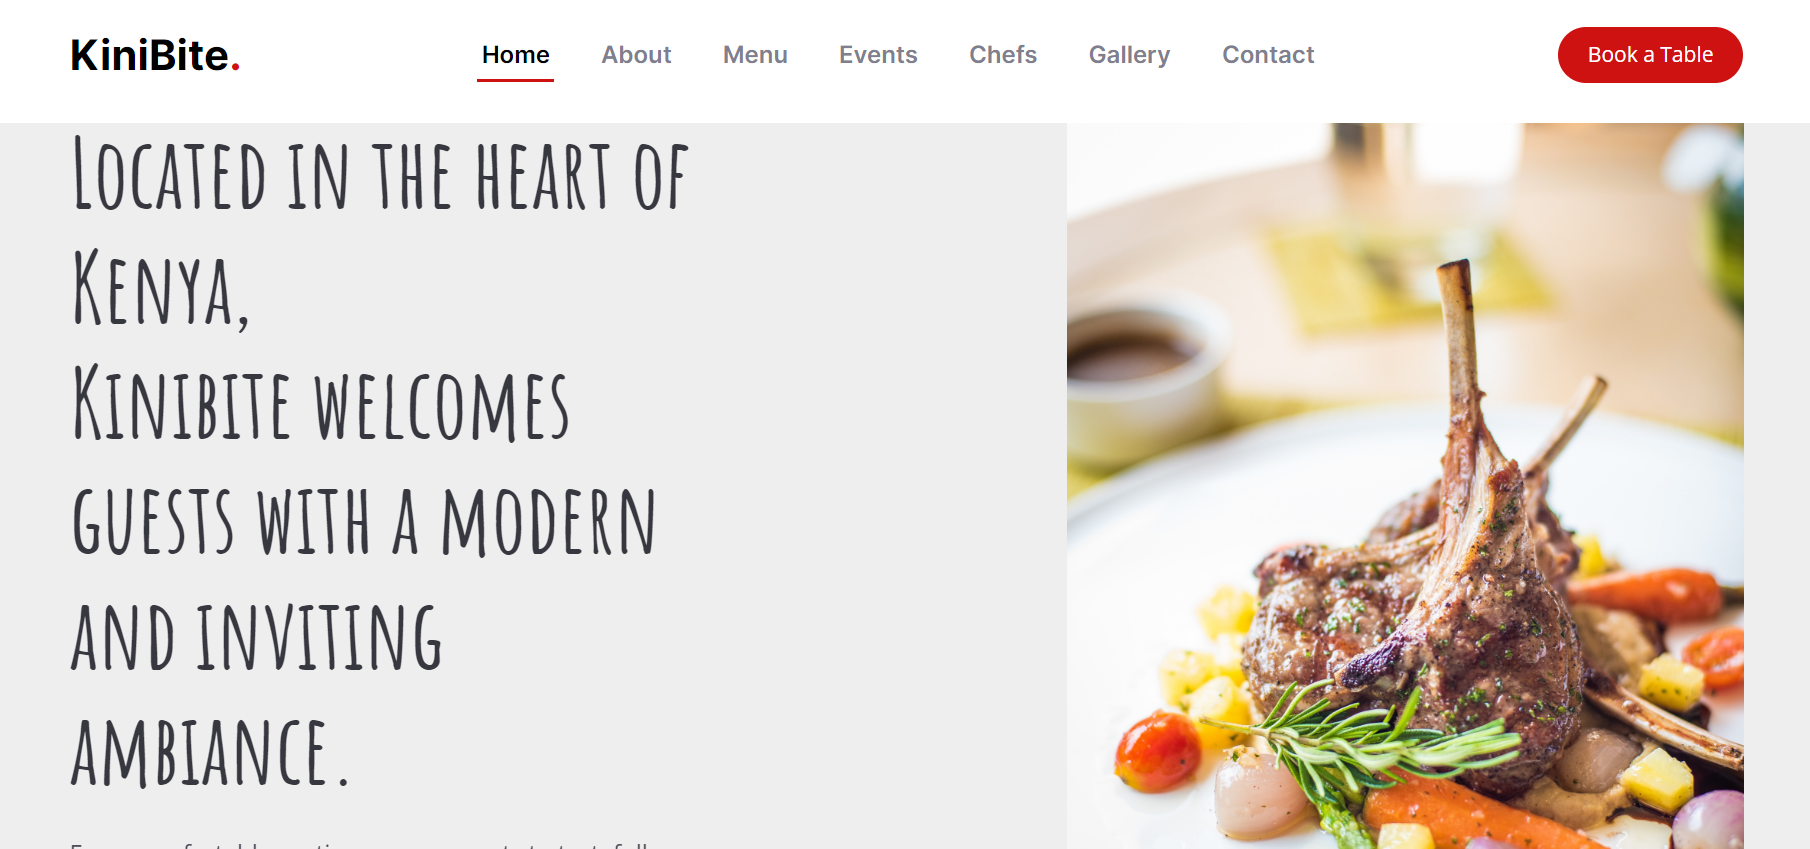 KiniBite.
Home About Menu Events Chefs Gallery Contact
Book a Table
Located in the heart of
Kenya,
Kinibite welcomes
guests with a modern
and inviting
ambiance.